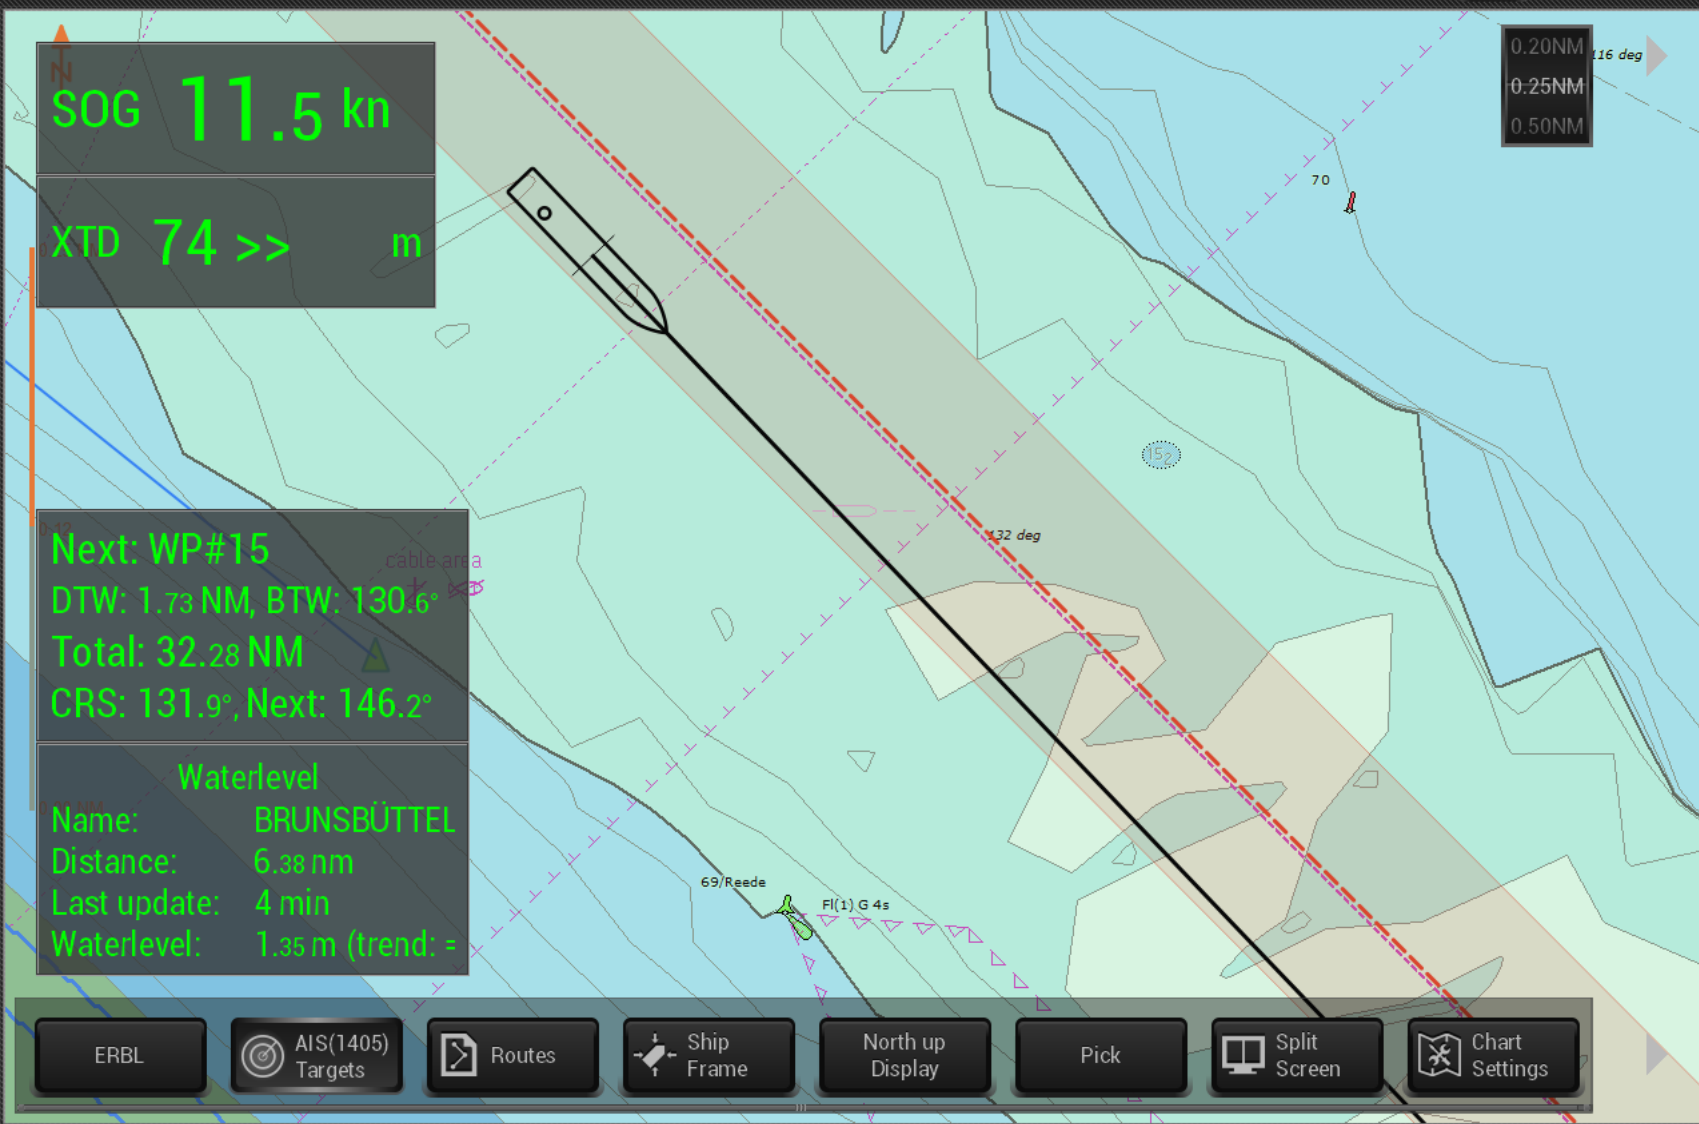 N
SOG 11.5 kn
XTD 74 >> m
0.20NM
0.25NM
0.50NM
116 deg
70
15₂
132 deg
0.12
cable area
Next: WP#15
DTW: 1.73 NM, BTW: 130.6°
Total: 32.28 NM
CRS: 131.9°, Next: 146.2°
Waterlevel
Name: BRUNSBÜTTEL
Distance: 6.38 nm
Last update: 4 min
Waterlevel: 1.35 m (trend: =
69/Reede
Fl(1) G 4s
ERBL
AIS(1405)
Targets
Routes
Ship
Frame
North up
Display
Pick
Split
Screen
Chart
Settings